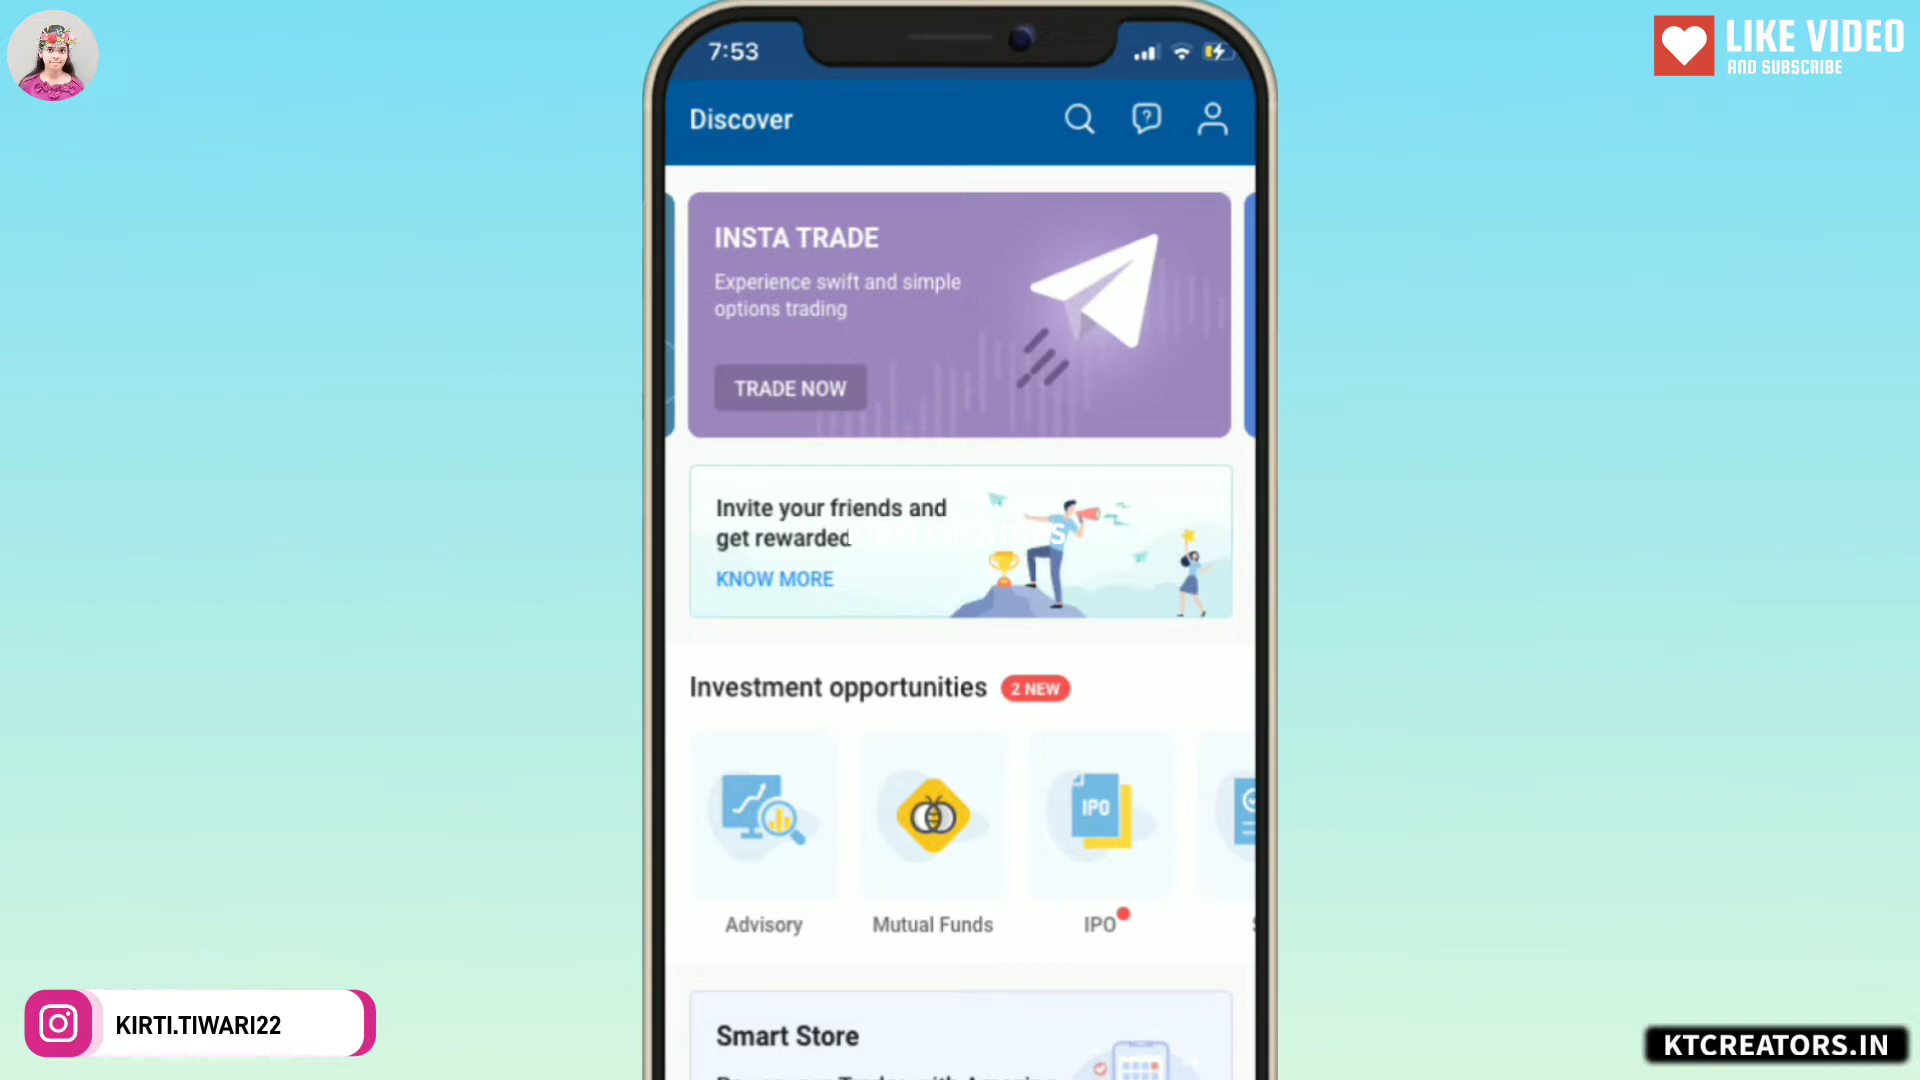 7:53
LIKE VIDEO
AND SUBSCRIBE
Discover
INSTA TRADE
Experience swift and simple
options trading
TRADE NOW
Invite your friends and
get rewarded
KNOW MORE
Investment opportunities 2 NEW
IPO
Advisory Mutual Funds IPO
Smart Store
KIRTI.TIWARI22
KTCREATORS.IN